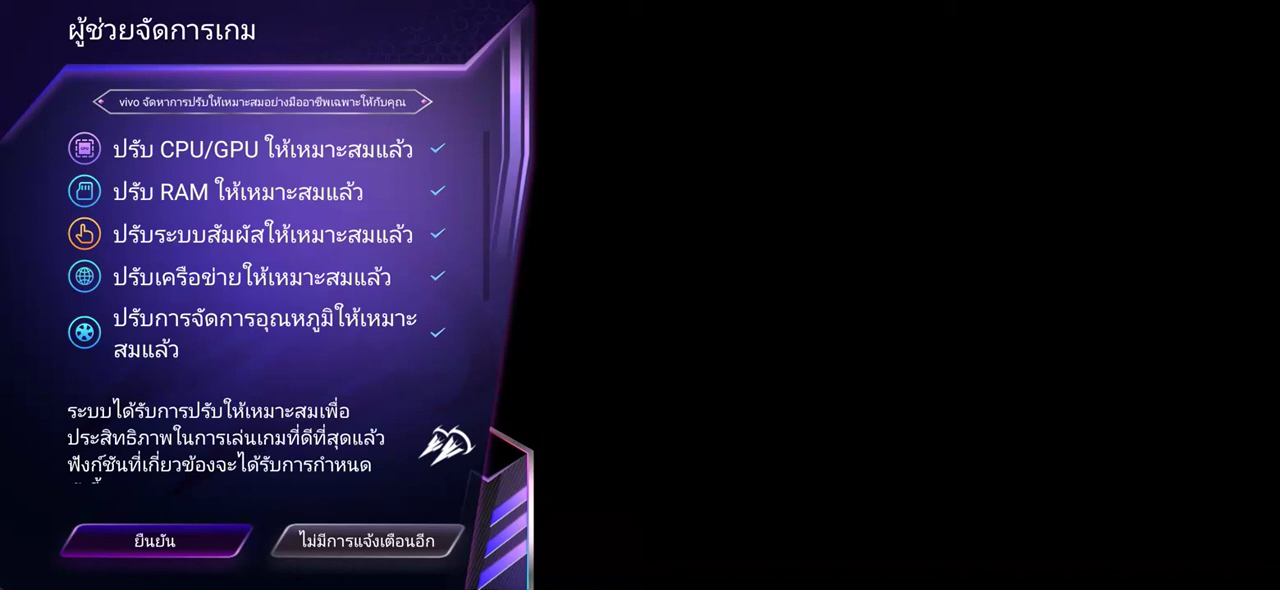 ผู้ช่วยจัดการเกม
vivo จัดหาการปรับให้เหมาะสมอย่างมืออาชีพเฉพาะให้กับคุณ
ปรับ CPU/GPU ให้เหมาะสมแล้ว
ปรับ RAM ให้เหมาะสมแล้ว
ปรับระบบสัมผัสให้เหมาะสมแล้ว
ปรับเครือข่ายให้เหมาะสมแล้ว
ปรับการจัดการอุณหภูมิให้เหมาะ
สมแล้ว
ระบบได้รับการปรับให้เหมาะสมเพื่อ
ประสิทธิภาพในการเล่นเกมที่ดีที่สุดแล้ว
ฟังก์ชันที่เกี่ยวข้องจะได้รับการกำหนด
ยืนยัน
ไม่มีการแจ้งเตือนอีก